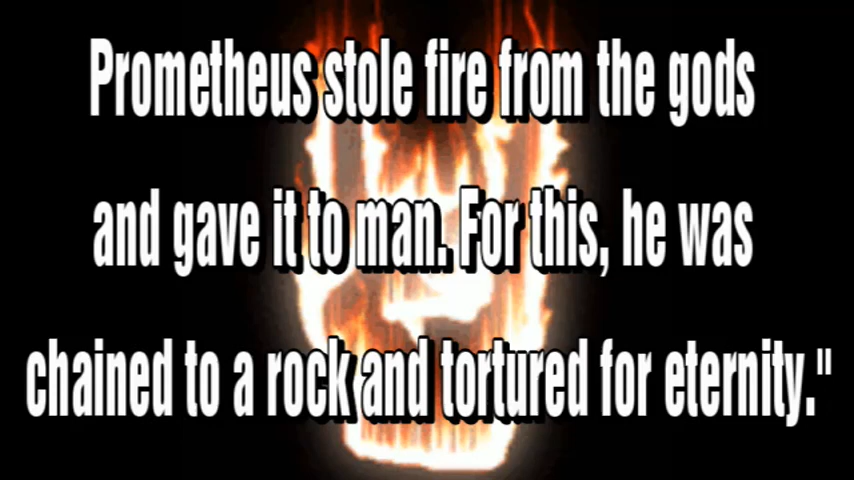 Prometheus stole fire from the gods
and gave it to man. For this, he was
chained to a rock and tortured for eternity."